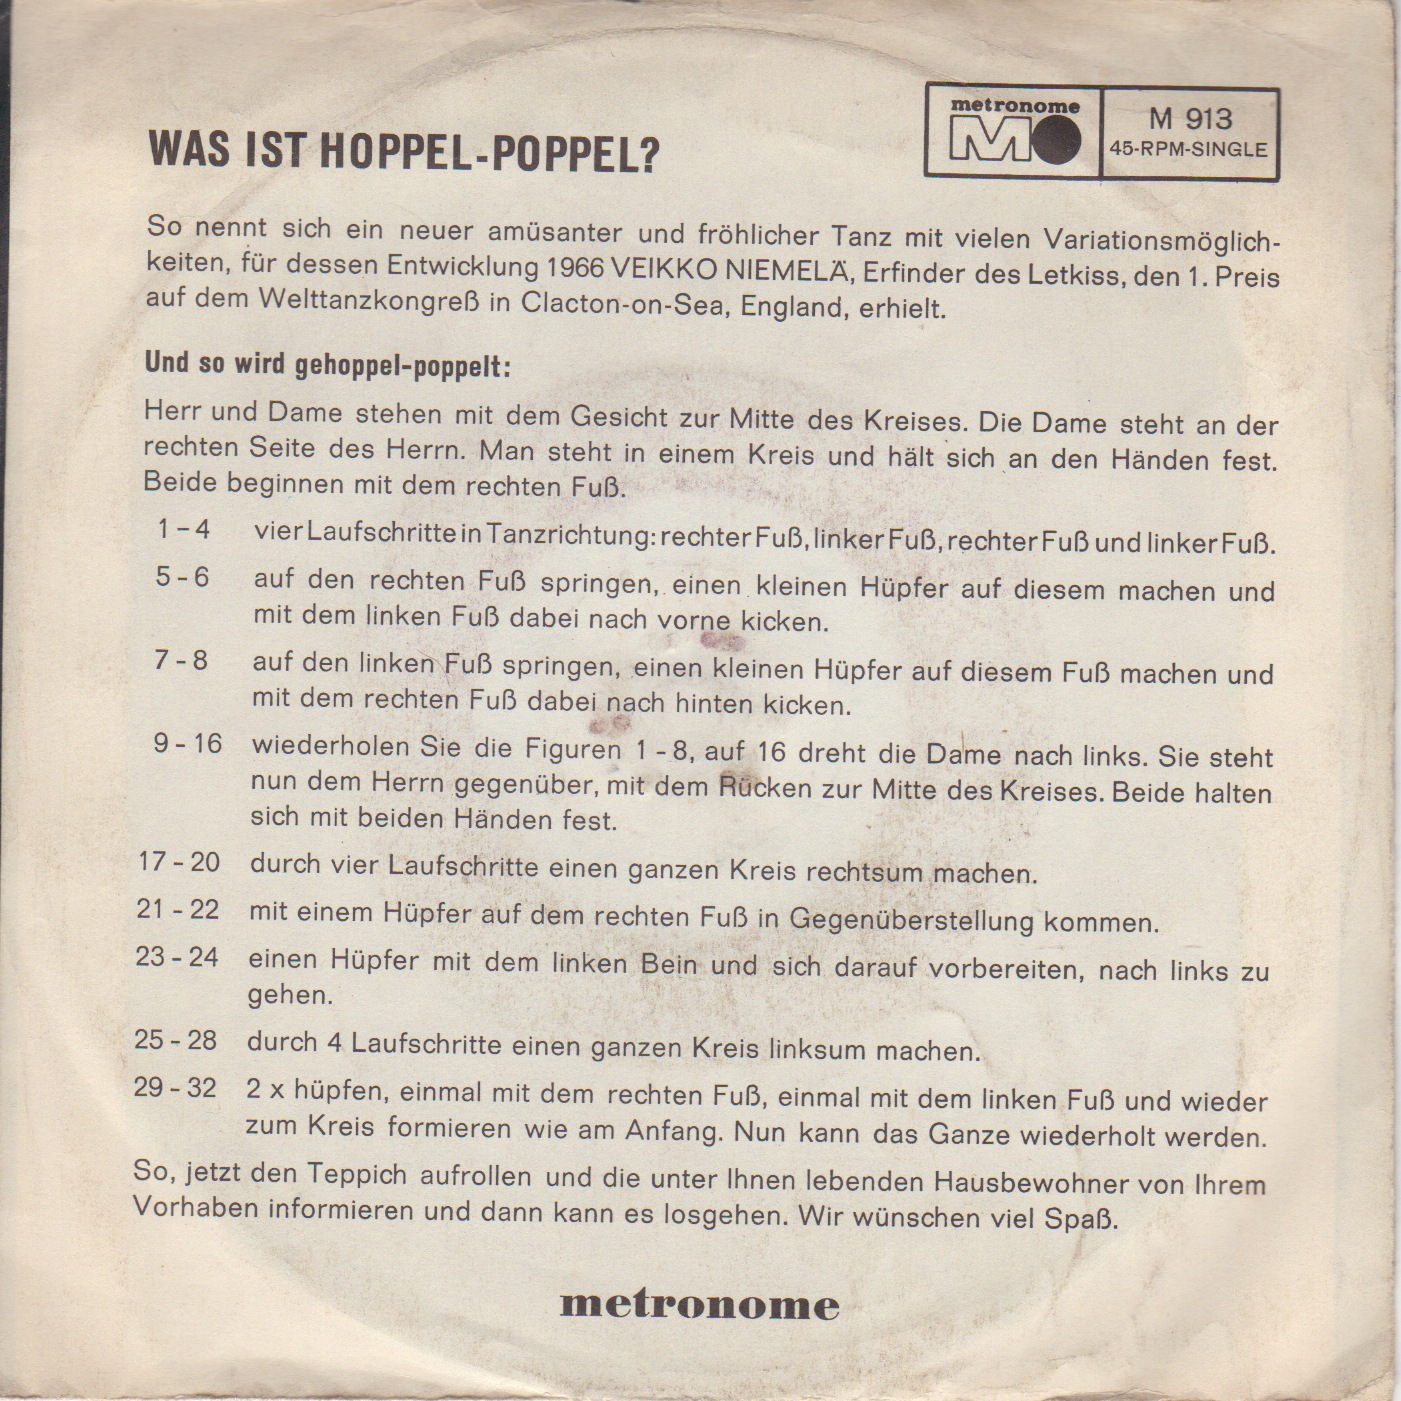 metronome
M 913
45-RPM-SINGLE
WAS IST HOPPEL-POPPEL?
So nennt sich ein neuer amüsanter und fröhlicher Tanz mit vielen Variationsmöglich-
keiten, für dessen Entwicklung 1966 VEIKKO NIEMELÄ, Erfinder des Letkiss, den 1. Preis
auf dem Welttanzkongreß in Clacton-on-Sea, England, erhielt.
Und so wird gehoppel-poppelt:
Herr und Dame stehen mit dem Gesicht zur Mitte des Kreises. Die Dame steht an der
rechten Seite des Herrn. Man steht in einem Kreis und hält sich an den Händen fest.
Beide beginnen mit dem rechten Fuß.
1 – 4 vier Laufschritte in Tanzrichtung: rechter Fuß, linker Fuß, rechter Fuß und linker Fuß.
5 - 6 auf den rechten Fuß springen, einen kleinen Hüpfer auf diesem machen und
mit dem linken Fuß dabei nach vorne kicken.
7 - 8 auf den linken Fuß springen, einen kleinen Hüpfer auf diesem Fuß machen und
mit dem rechten Fuß dabei nach hinten kicken.
9 - 16 wiederholen Sie die Figuren 1 - 8, auf 16 dreht die Dame nach links. Sie steht
nun dem Herrn gegenüber, mit dem Rücken zur Mitte des Kreises. Beide halten
sich mit beiden Händen fest.
17 - 20 durch vier Laufschritte einen ganzen Kreis rechtsum machen.
21 - 22 mit einem Hüpfer auf dem rechten Fuß in Gegenüberstellung kommen.
23 - 24 einen Hüpfer mit dem linken Bein und sich darauf vorbereiten, nach links zu
gehen.
25 - 28 durch 4 Laufschritte einen ganzen Kreis linksum machen.
29 - 32 2 x hüpfen, einmal mit dem rechten Fuß, einmal mit dem linken Fuß und wieder
zum Kreis formieren wie am Anfang. Nun kann das Ganze wiederholt werden.
So, jetzt den Teppich aufrollen und die unter Ihnen lebenden Hausbewohner von Ihrem
Vorhaben informieren und dann kann es losgehen. Wir wünschen viel Spaß.
metronome